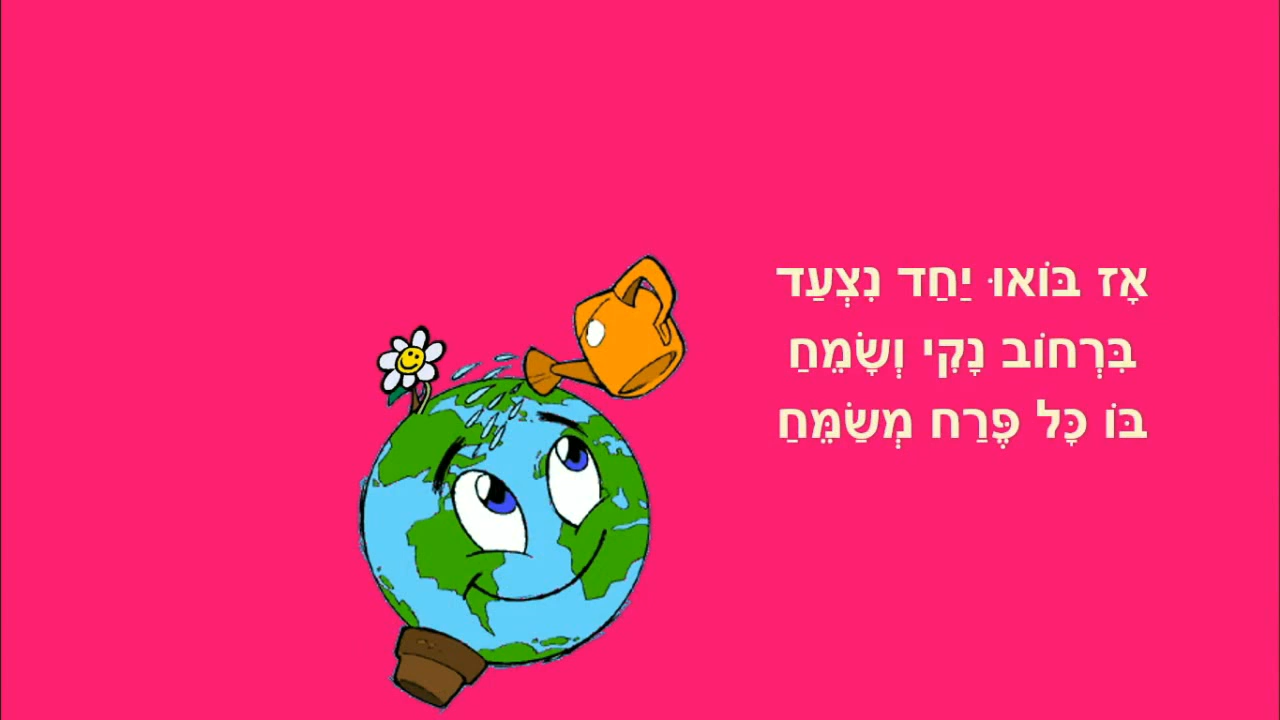 אָז בּוֹאוּ יַחַד נִצְעַד
בִּרְחוֹב נָקִי וְשָׂמֵחַ
בּוֹ כָּל פֶּרַח מְשַׂמֵּחַ